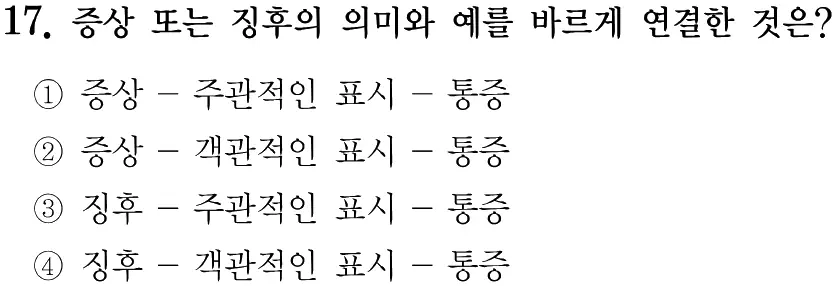 17. 증상 또는 징후의 의미와 예를 바르게 연결한 것은?
① 증상 - 주관적인 표시 - 통증
② 증상 - 객관적인 표시 - 통증
③ 징후 - 주관적인 표시 - 통증
④ 징후 - 객관적인 표시 - 통증